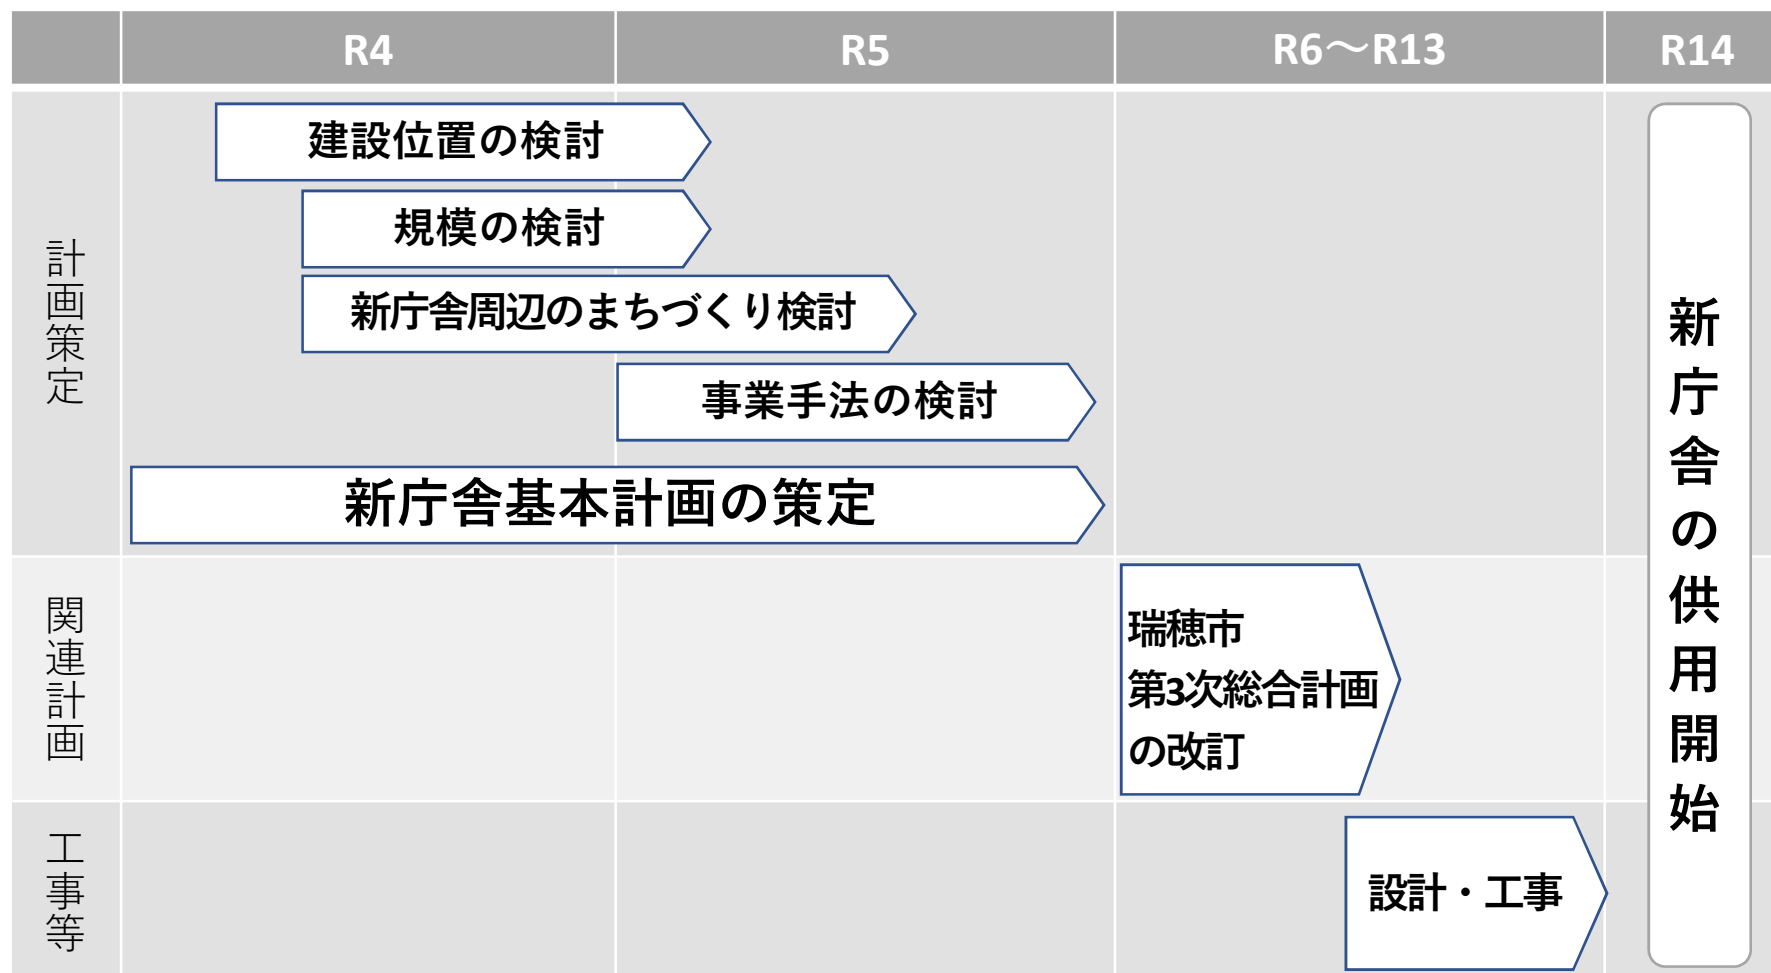 R4
R5
R6～R13
R14
計画策定
建設位置の検討
規模の検討
新庁舎周辺のまちづくり検討
事業手法の検討
新庁舎基本計画の策定
関連計画
瑞穂市
第3次総合計画
の改訂
工事等
設計・工事
新庁舎の供用開始